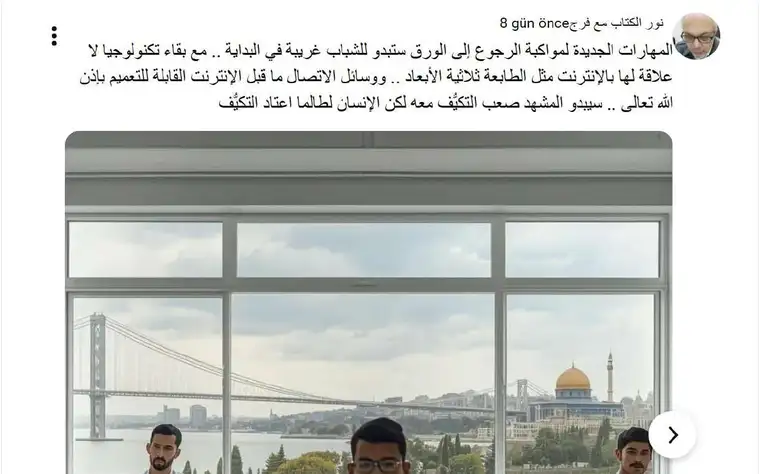 نور الكتاب مع فرج8 gün önce
المهارات الجديدة لمواكبة الرجوع إلى الورق ستبدو للشباب غريبة في البداية .. مع بقاء تكنولوجيا لا
علاقة لها بالإنترنت مثل الطابعة ثلاثية الأبعاد .. ووسائل الاتصال ما قبل الإنترنت القابلة للتعميم بإذن
الله تعالى .. سيبدو المشهد صعب التكيُّف معه لكن الإنسان لطالما اعتاد التكيُّف